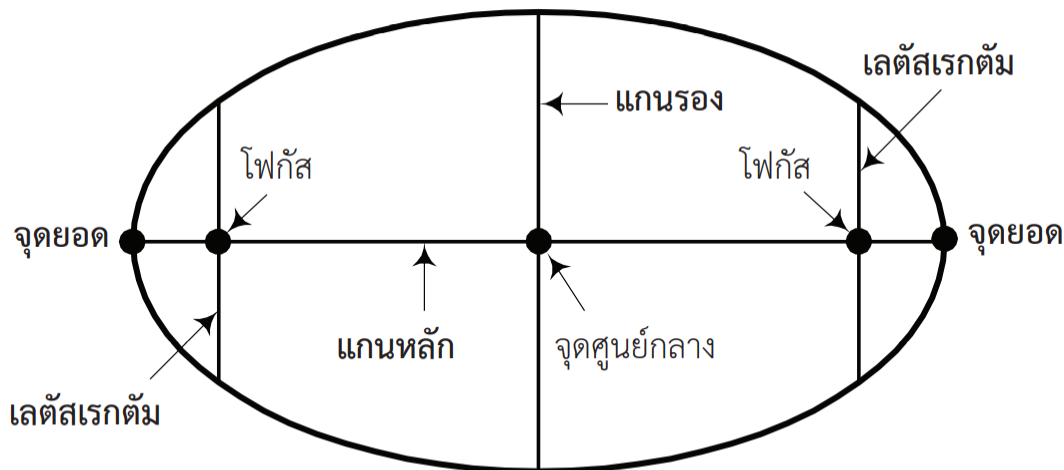 เลตัสเรกตัม
แกนรอง
โฟกัส
โฟกัส
จุดยอด
จุดยอด
แกนหลัก
จุดศูนย์กลาง
เลตัสเรกตัม